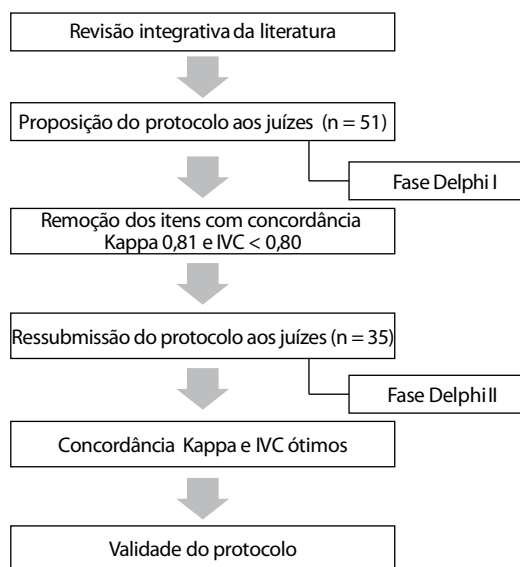 Revisão integrativa da literatura
Proposição do protocolo aos juízes (n = 51)
Fase Delphi I
Remoção dos itens com concordância
Kappa 0,81 e IVC < 0,80
Ressubmissão do protocolo aos juízes (n = 35)
Fase Delphi II
Concordância Kappa e IVC ótimos
Validade do protocolo